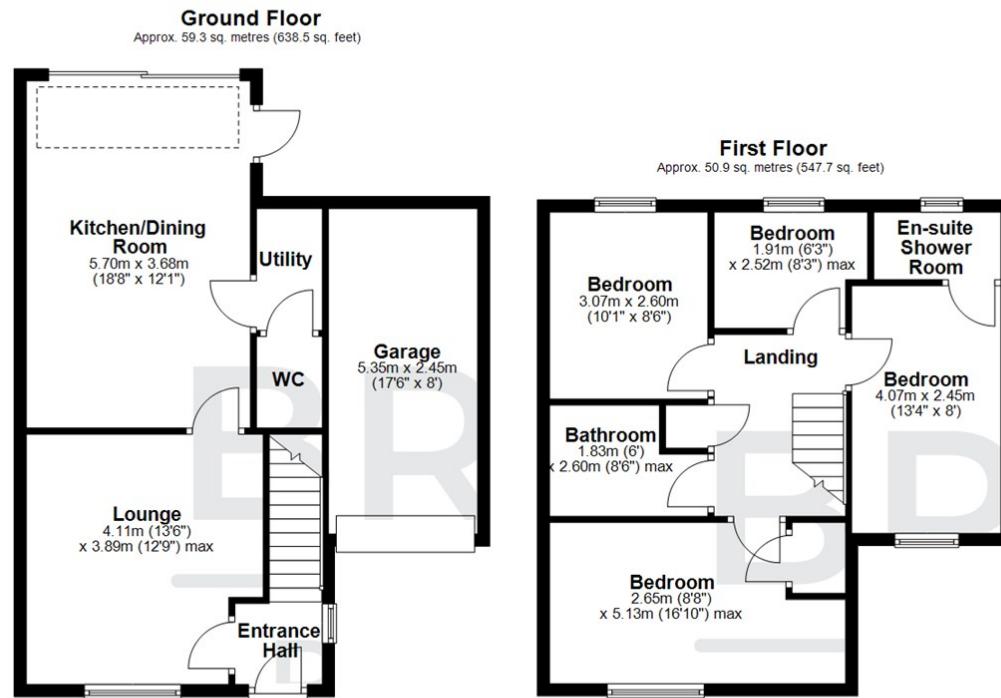 Ground Floor
Approx. 59.3 sq. metres (638.5 sq. feet)
Kitchen/Dining
Room
5.70m x 3.68m
(18'8" x 12'1")
Utility
WC
Garage
5.35m x 2.45m
(17'6" x 8')
Lounge
4.11m (13'6")
x 3.89m (12'9") max
Entrance
Hall
First Floor
Approx. 50.9 sq. metres (547.7 sq. feet)
Bedroom
3.07m x 2.60m
(10'1" x 8'6")
Bedroom
1.91m (6'3")
x 2.52m (8'3") max
En-suite
Shower
Room
Landing
Bedroom
4.07m x 2.45m
(13'4" x 8')
Bathroom
1.83m (6')
x 2.60m (8'6") max
Bedroom
2.65m (8'8")
x 5.13m (16'10") max